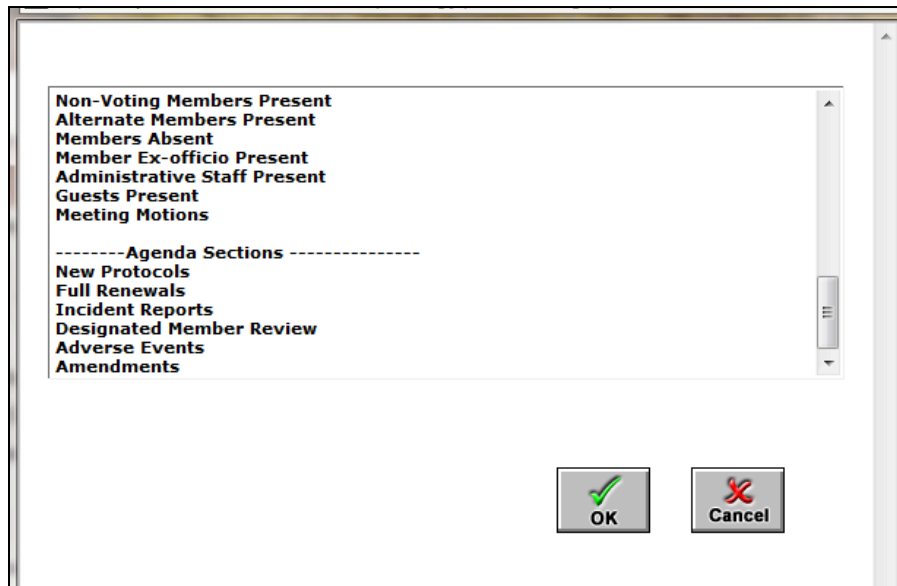 Non-Voting Members Present
Alternate Members Present
Members Absent
Member Ex-officio Present
Administrative Staff Present
Guests Present
Meeting Motions
--------Agenda Sections ---------------
New Protocols
Full Renewals
Incident Reports
Designated Member Review
Adverse Events
Amendments
OK
Cancel